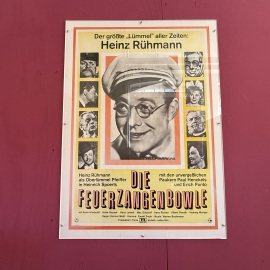 Der größte „Lümmel" aller Zeiten:
Heinz Rühmann
Heinz Rühmann
als Oberlümmel Pfeiffer
in Heinrich Spoerls
mit den unvergeßlichen
Paukern Paul Henckels
und Erich Ponto
DIE
FEUERZANGENBOWLE